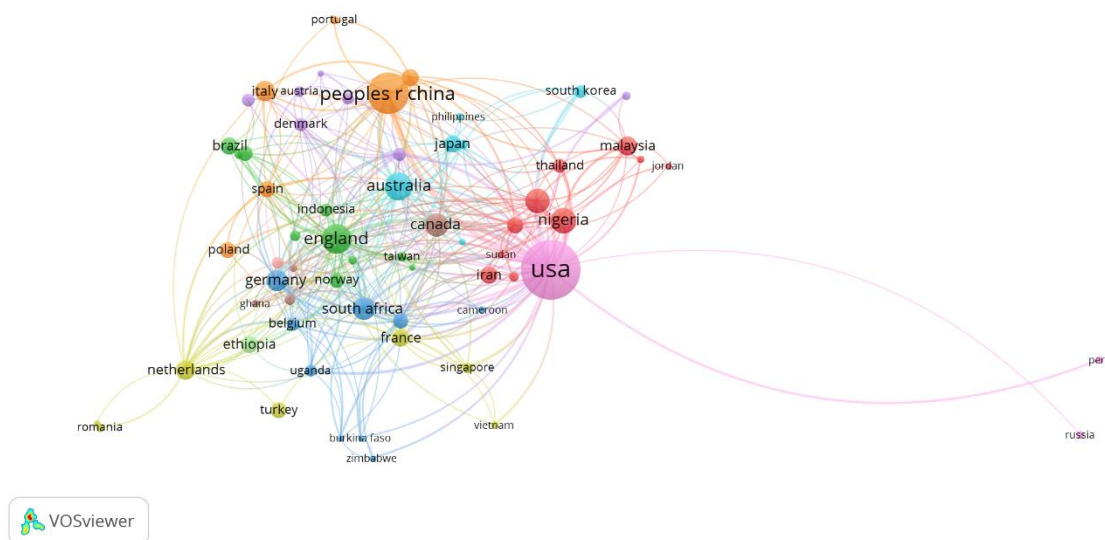 portugal
italy
austria
peoples r china
south korea
denmark
philippines
brazil
japan
malaysia
thailand
jordan
spain
australia
indonesia
canada
nigeria
england
poland
taiwan
sudan
usa
germany
norway
iran
ghana
south africa
cameroon
belgium
france
ethiopia
netherlands
uganda
singapore
per
turkey
romania
vietnam
burkina faso
russia
zimbabwe
VOSviewer